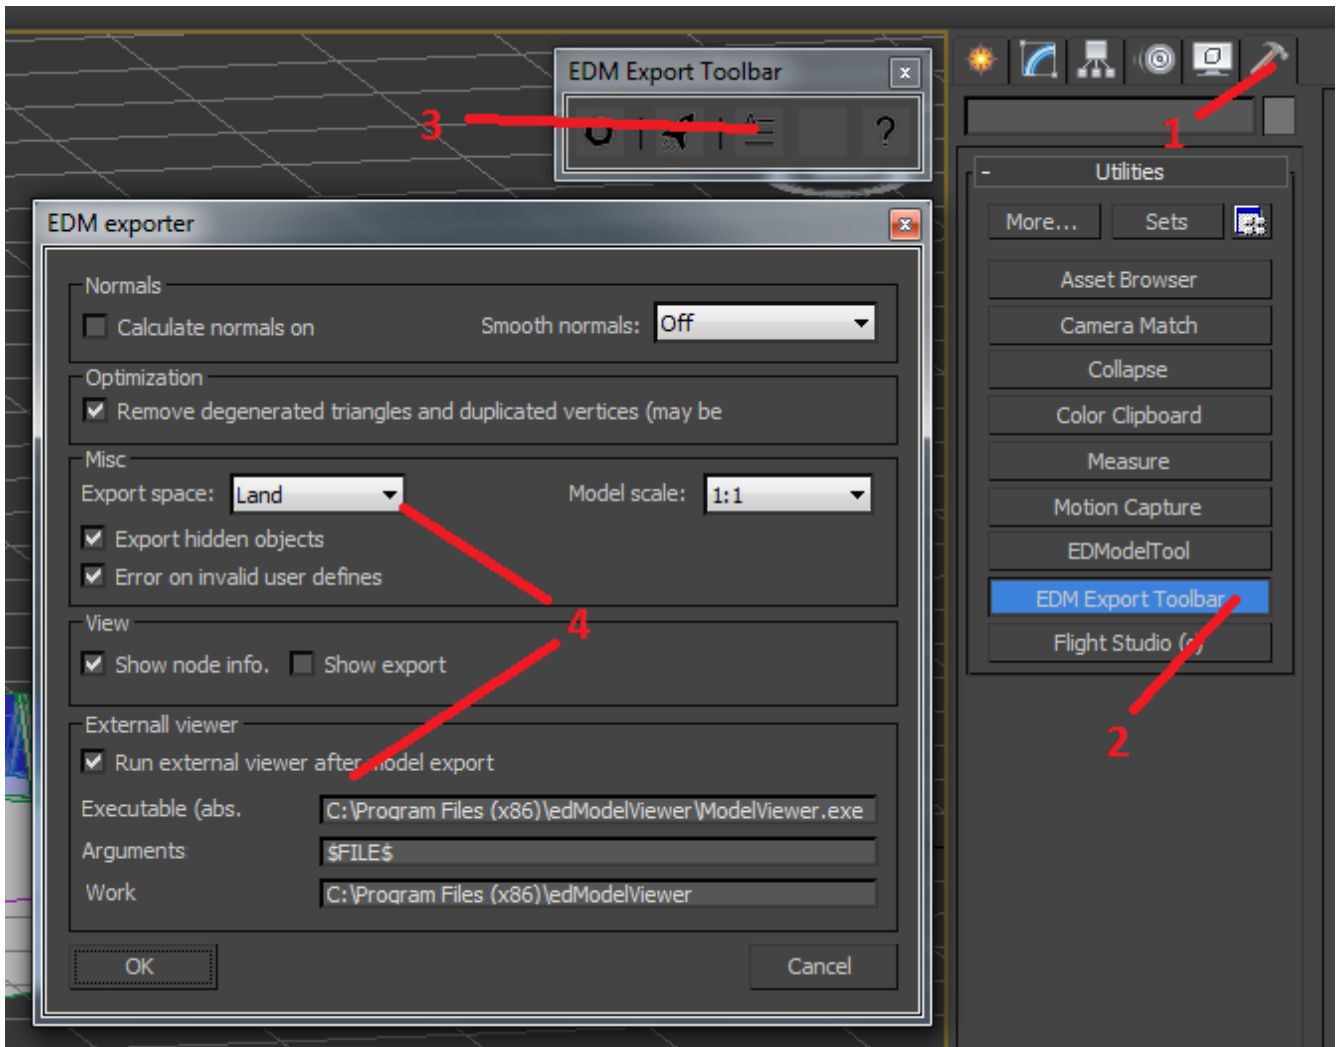 EDM Export Toolbar
x
3
?
1
Utilities
-
More... Sets
Asset Browser
Camera Match
Collapse
Color Clipboard
Measure
Motion Capture
EDModelTool
EDM Export Toolbar
Flight Studio (c)
2
EDM exporter
x
Normals
Calculate normals on Smooth normals: Off
Optimization
Remove degenerated triangles and duplicated vertices (may be
Misc
Export space: Land Model scale: 1:1
Export hidden objects
Error on invalid user defines
4
View
Show node info. Show export
Externall viewer
Run external viewer after model export
Executable (abs. C:\Program Files (x86)\edModelViewer\ModelViewer.exe
Arguments $FILE$
Work C:\Program Files (x86)\edModelViewer
OK Cancel